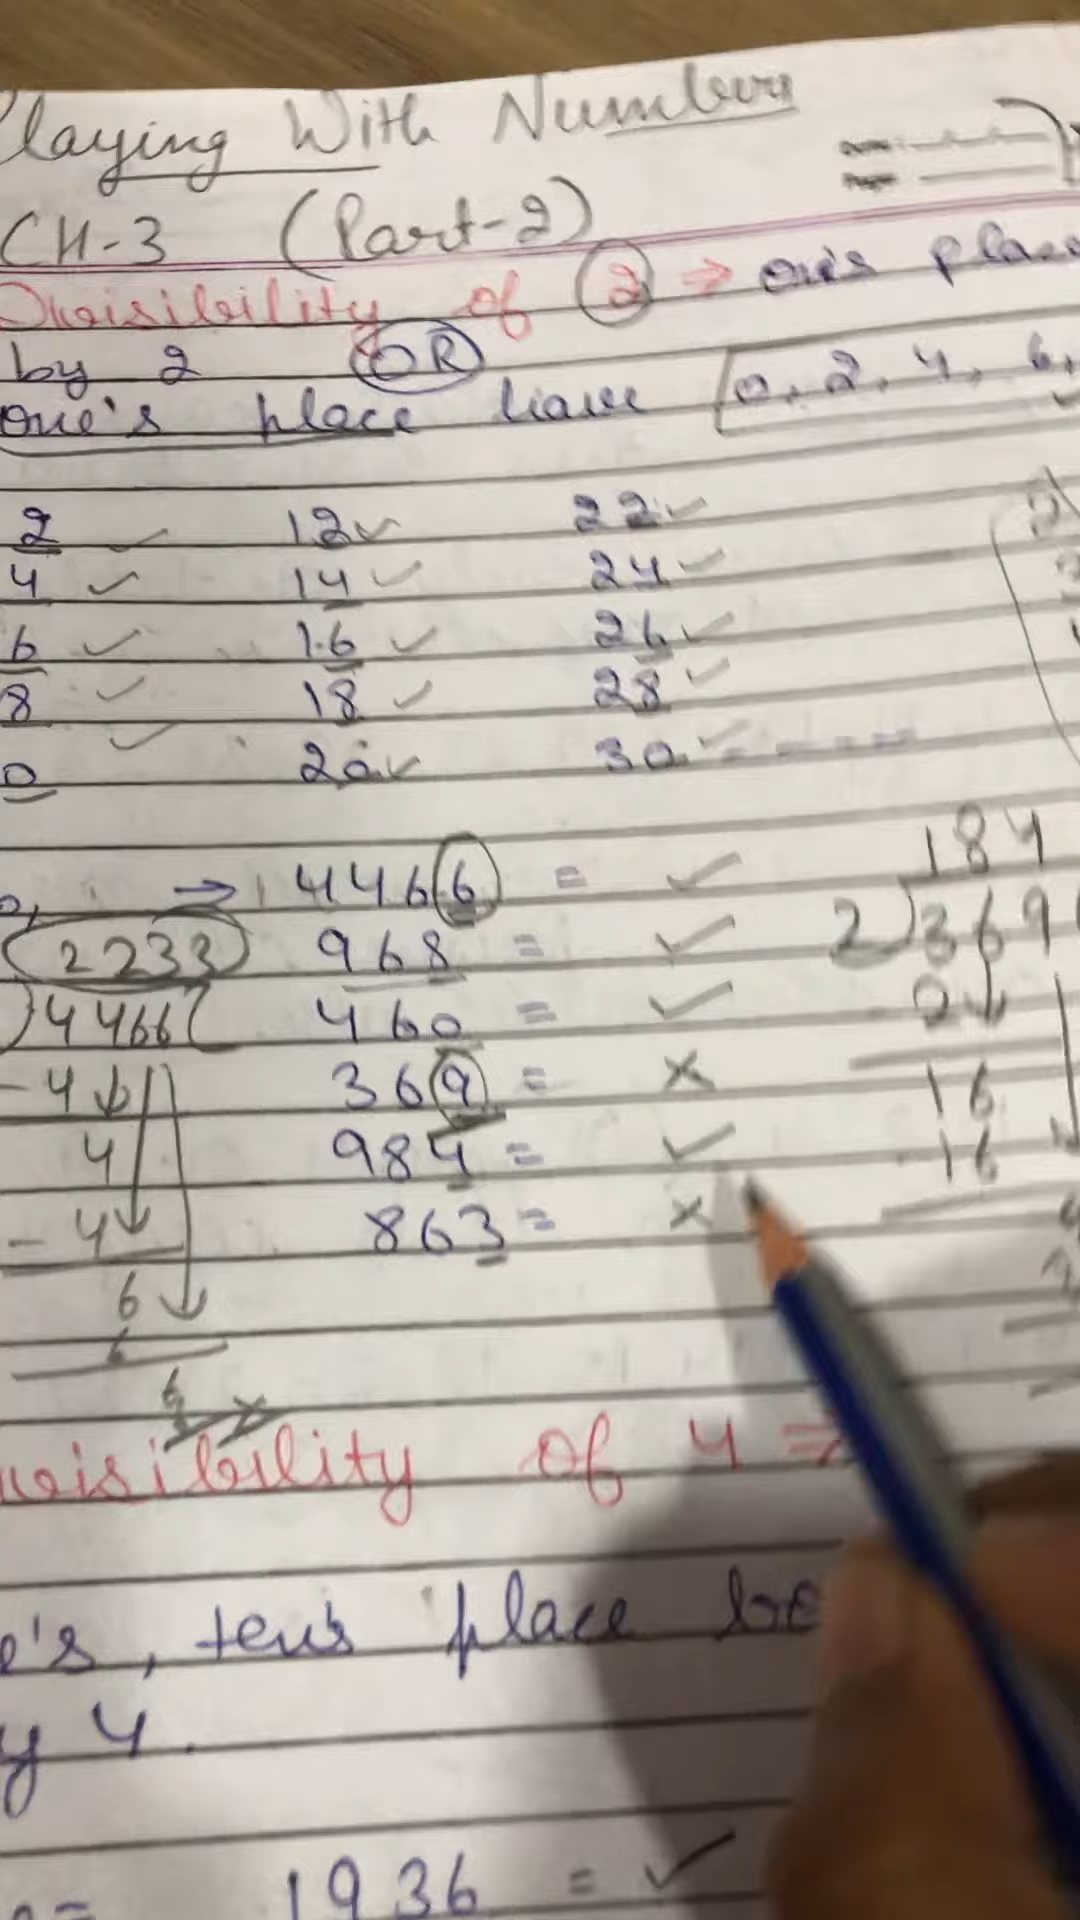 laying With Numbers
CH-3 (Part-2)
Divisibility of 2 ⇒ one's place
by 2 OR
one's place have 0, 2, 4, 6,
2 ✓ 12 ✓ 22 ✓
4 ✓ 14 ✓ 24 ✓
6 ✓ 16 ✓ 26 ✓
8 ✓ 18 ✓ 28 ✓
0 ✓ 20 ✓ 30 ✓ - - - -
184
→ 4466 = ✓
2)369
2233 968 = ✓
2
)4466( 460 = ✓
-4 369 = × 16
4 984 = ✓ -16
-4 863 = ×
6
6
of 4 ⇒
e's, ten's place be
y 4.
1936 = ✓